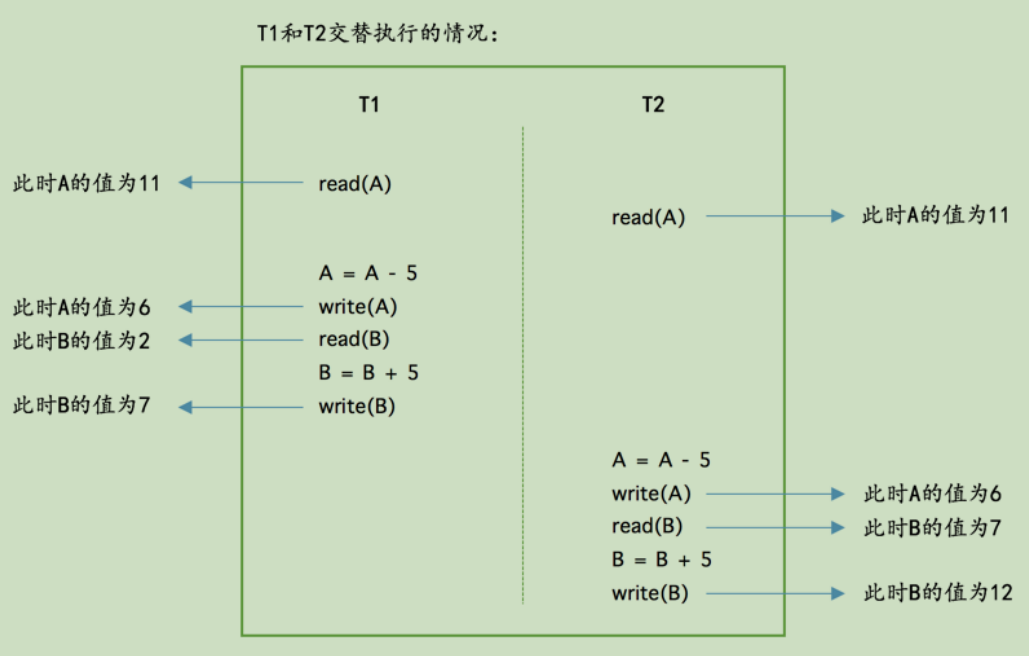 T1和T2交替执行的情况：
T1 T2
此时A的值为11 read(A)
read(A) 此时A的值为11
A = A - 5
此时A的值为6 write(A)
此时B的值为2 read(B)
B = B + 5
此时B的值为7 write(B)
A = A - 5
write(A) 此时A的值为6
read(B) 此时B的值为7
B = B + 5
write(B) 此时B的值为12